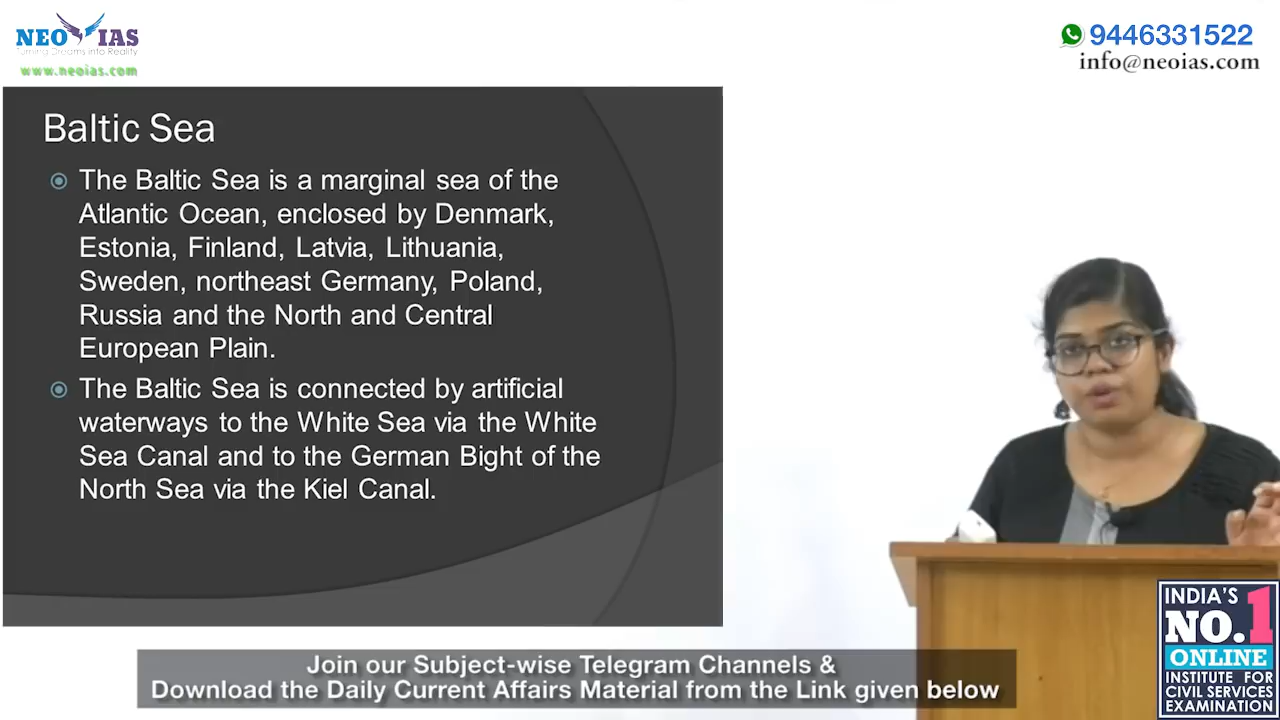 NEO IAS
Turning Dreams into Reality
www.neoias.com
9446331522
info@neoias.com
Baltic Sea
The Baltic Sea is a marginal sea of the
Atlantic Ocean, enclosed by Denmark,
Estonia, Finland, Latvia, Lithuania,
Sweden, northeast Germany, Poland,
Russia and the North and Central
European Plain.
The Baltic Sea is connected by artificial
waterways to the White Sea via the White
Sea Canal and to the German Bight of the
North Sea via the Kiel Canal.
INDIA'S
NO.1
ONLINE
INSTITUTE FOR
CIVIL SERVICES
EXAMINATION
Join our Subject-wise Telegram Channels &
Download the Daily Current Affairs Material from the Link given below